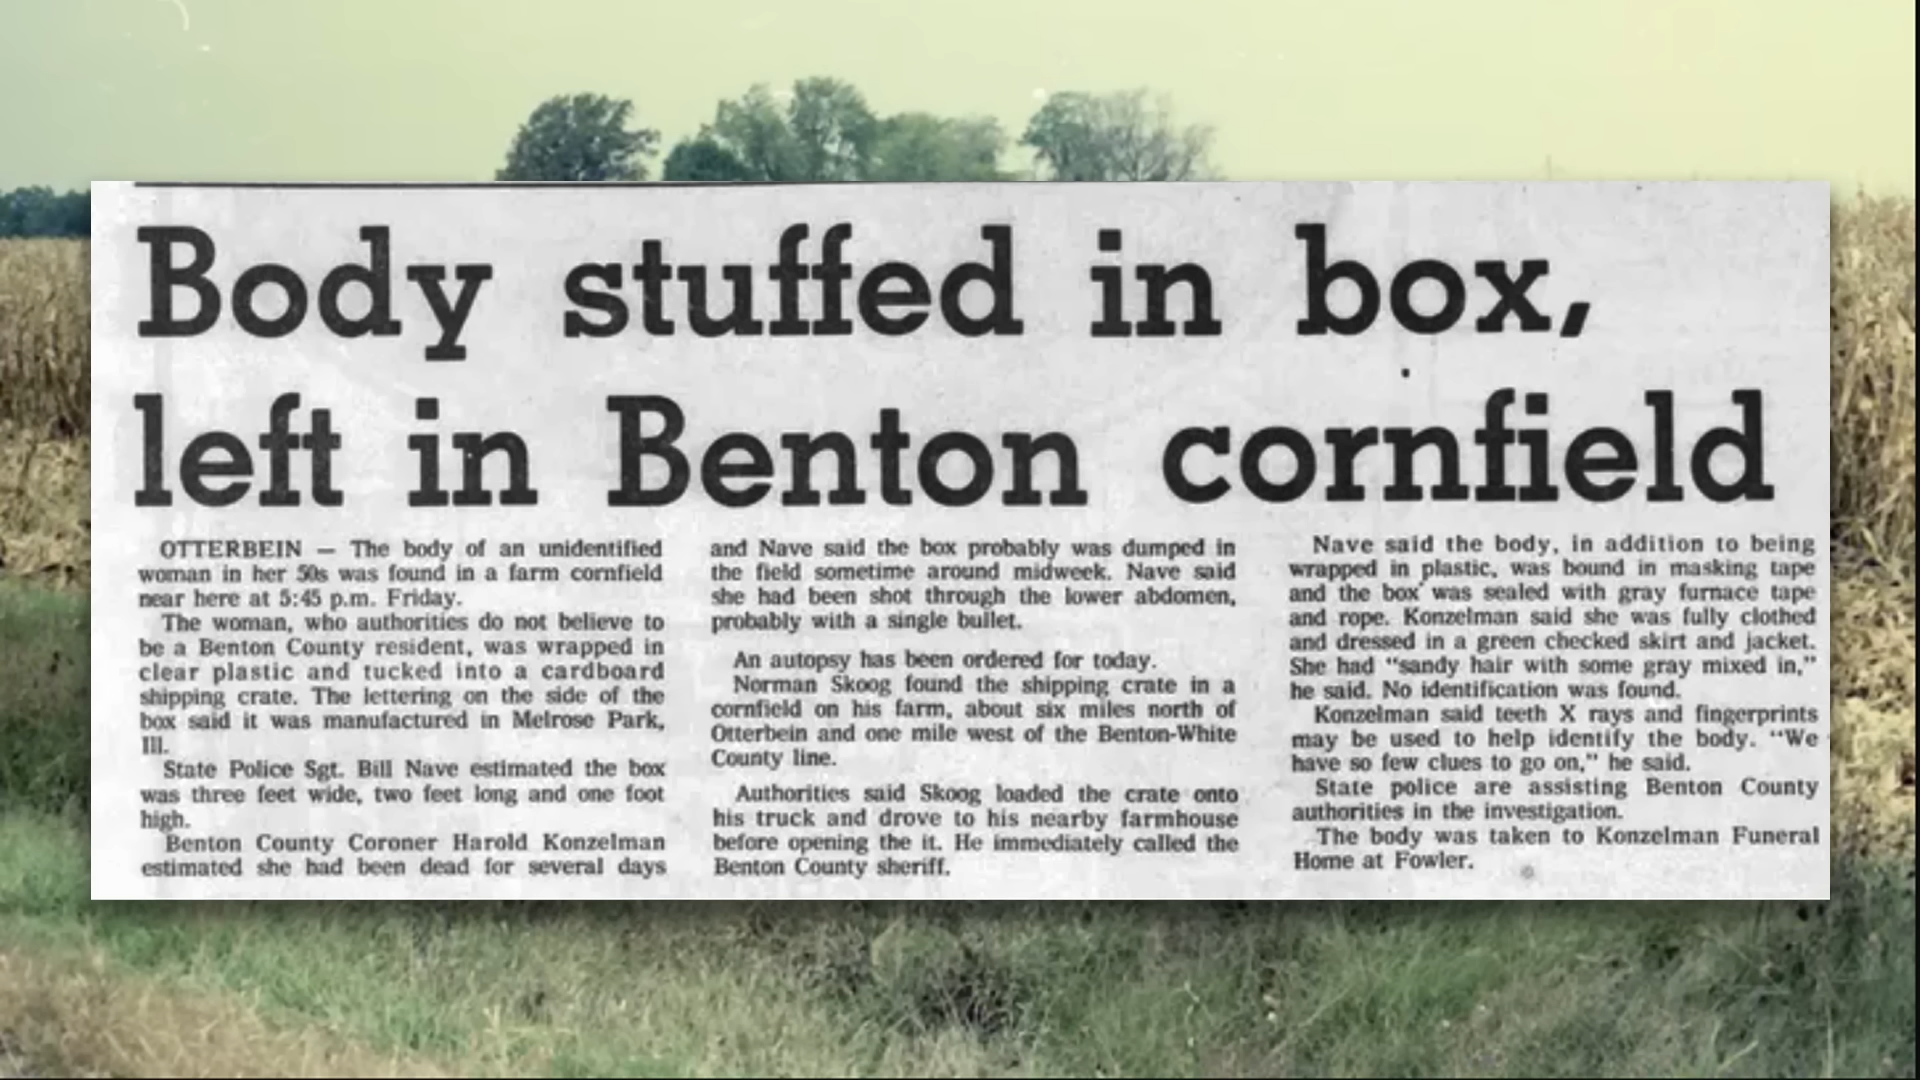 Body stuffed in box,
left in Benton cornfield
OTTERBEIN — The body of an unidentified
woman in her 50s was found in a farm cornfield
near here at 5:45 p.m. Friday.
The woman, who authorities do not believe to
be a Benton County resident, was wrapped in
clear plastic and tucked into a cardboard
shipping crate. The lettering on the side of the
box said it was manufactured in Melrose Park,
Ill.
State Police Sgt. Bill Nave estimated the box
was three feet wide, two feet long and one foot
high.
Benton County Coroner Harold Konzelman
estimated she had been dead for several days
and Nave said the box probably was dumped in
the field sometime around midweek. Nave said
she had been shot through the lower abdomen,
probably with a single bullet.
An autopsy has been ordered for today.
Norman Skoog found the shipping crate in a
cornfield on his farm, about six miles north of
Otterbein and one mile west of the Benton-White
County line.
Authorities said Skoog loaded the crate onto
his truck and drove to his nearby farmhouse
before opening the it. He immediately called the
Benton County sheriff.
Nave said the body, in addition to being
wrapped in plastic, was bound in masking tape
and the box was sealed with gray furnace tape
and rope. Konzelman said she was fully clothed
and dressed in a green checked skirt and jacket.
She had "sandy hair with some gray mixed in,"
he said. No identification was found.
Konzelman said teeth X rays and fingerprints
may be used to help identify the body. "We
have so few clues to go on," he said.
State police are assisting Benton County
authorities in the investigation.
The body was taken to Konzelman Funeral
Home at Fowler.